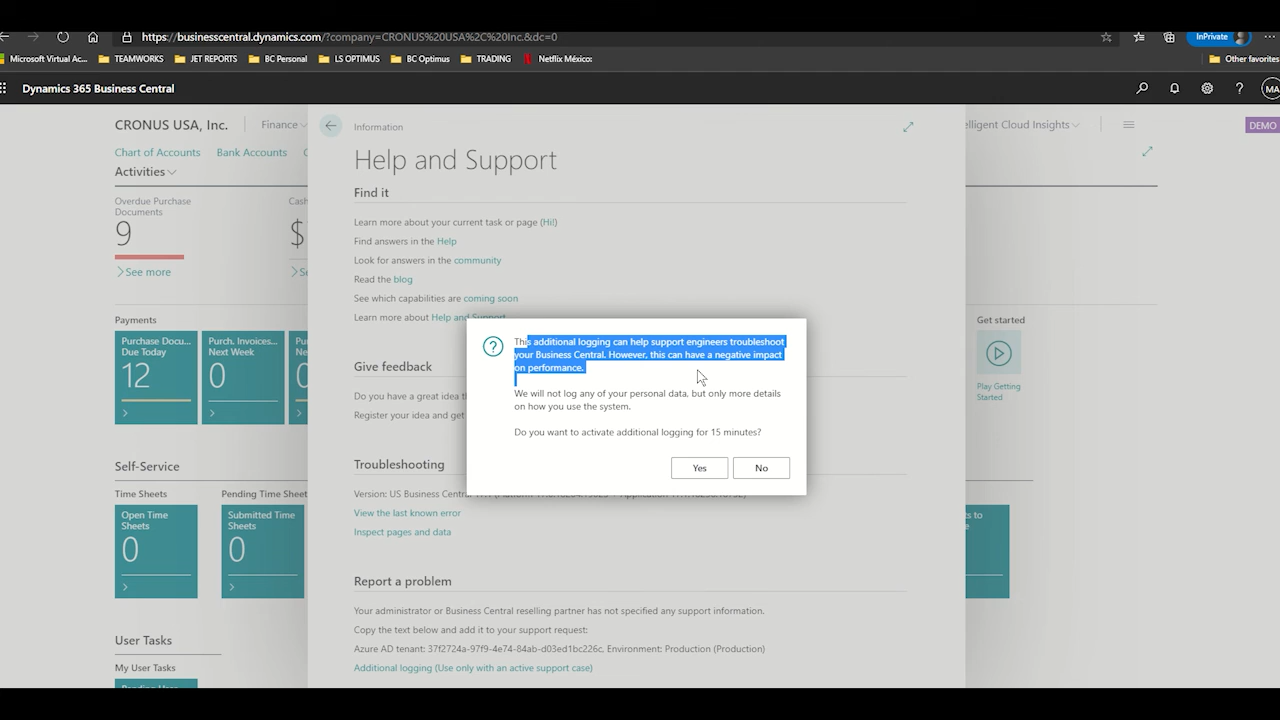 https://businesscentral.dynamics.com/?company=CRONUS%20USA%2C%20Inc.&dc=0
InPrivate
Microsoft Virtual Ac... TEAMWORKS JET REPORTS BC Personal LS OPTIMUS BC Optimus TRADING Netflix México: Other favorites
Dynamics 365 Business Central
MA
CRONUS USA, Inc. Finance
Information
elligent Cloud Insights
DEMO
Chart of Accounts Bank Accounts
Activities
Overdue Purchase
Documents
9
See more
Cas
$
Payments
Purchase Docu...
Due Today
12
Purch. Invoices...
Next Week
0
Self-Service
Time Sheets
Open Time
Sheets
0
Pending Time Sheet
Submitted Time
Sheets
0
User Tasks
My User Tasks
Help and Support
Find it
Learn more about your current task or page (Hi!)
Find answers in the Help
Look for answers in the community
Read the blog
See which capabilities are coming soon
Learn more about Help and Support
Give feedback
Do you have a great idea t
Register your idea and get
Troubleshooting
Version: US Business Central
View the last known error
Inspect pages and data
Report a problem
Your administrator or Business Central reselling partner has not specified any support information.
Copy the text below and add it to your support request:
Azure AD tenant: 37f2724a-97f9-4e74-84ab-d03ed1bc226c, Environment: Production (Production)
Additional logging (Use only with an active support case)
This additional logging can help support engineers troubleshoot
your Business Central. However, this can have a negative impact
on performance.
We will not log any of your personal data, but only more details
on how you use the system.
Do you want to activate additional logging for 15 minutes?
Yes No
Get started
Play Getting
Started
ts to
e